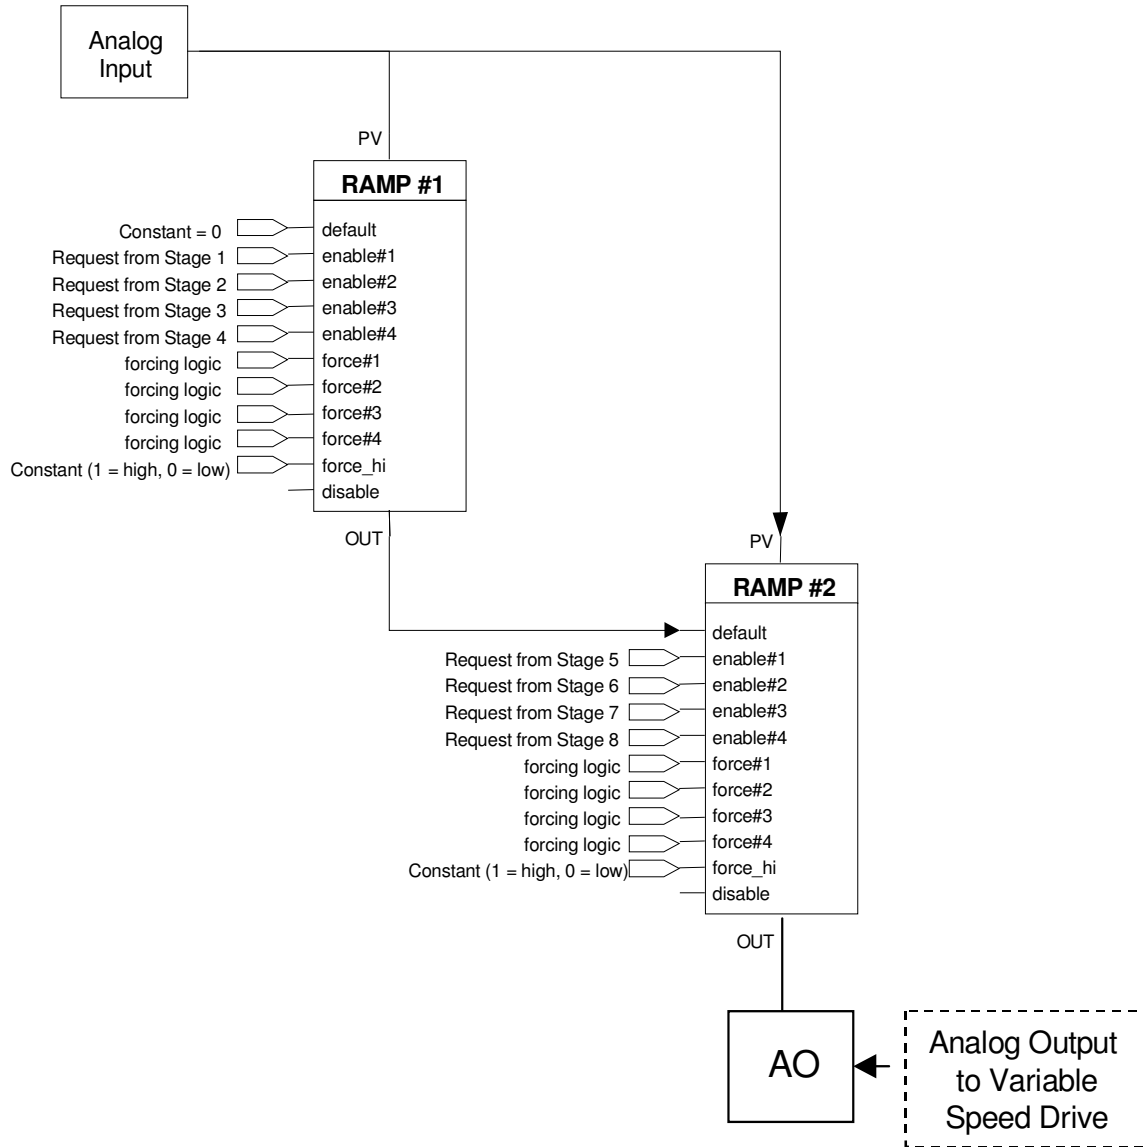 Analog
Input
PV
RAMP #1
Constant = 0
default
Request from Stage 1
enable#1
Request from Stage 2
enable#2
Request from Stage 3
enable#3
Request from Stage 4
enable#4
forcing logic
force#1
forcing logic
force#2
forcing logic
force#3
forcing logic
force#4
Constant (1 = high, 0 = low)
force_hi
disable
OUT
PV
RAMP #2
default
Request from Stage 5
enable#1
Request from Stage 6
enable#2
Request from Stage 7
enable#3
Request from Stage 8
enable#4
forcing logic
force#1
forcing logic
force#2
forcing logic
force#3
forcing logic
force#4
Constant (1 = high, 0 = low)
force_hi
disable
OUT
AO
Analog Output
to Variable
Speed Drive